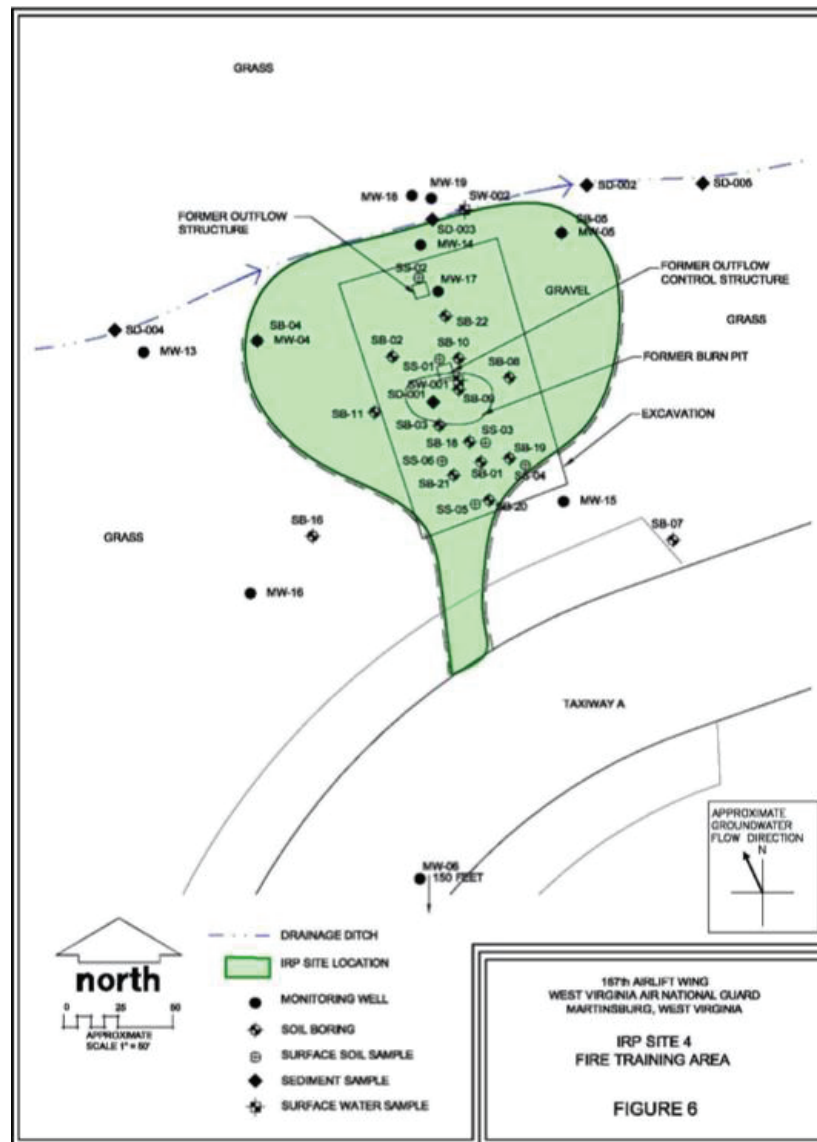 GRASS
MW-18
MW-19
SW-002
SD-002
SD-006
FORMER OUTFLOW
STRUCTURE
SD-003
MW-14
SB-05
MW-05
SS-02
MW-17
FORMER OUTFLOW
CONTROL STRUCTURE
GRAVEL
SB-22
GRASS
SD-004
MW-13
SB-04
MW-04
SB-02
SB-10
SS-01
SB-08
FORMER BURN PIT
SW-001
SD-001
SB-09
SB-11
SB-03
EXCAVATION
SB-18
SS-03
SB-19
SS-06
SB-01
SS-04
SB-21
SS-05
SB-20
MW-15
GRASS
SB-16
SB-07
MW-16
TAXIWAY A
APPROXIMATE
GROUNDWATER
FLOW DIRECTION
N
MW-06
150 FEET
north
0 25 50
APPROXIMATE
SCALE 1" = 50'
DRAINAGE DITCH
IRP SITE LOCATION
MONITORING WELL
SOIL BORING
SURFACE SOIL SAMPLE
SEDIMENT SAMPLE
SURFACE WATER SAMPLE
167th AIRLIFT WING
WEST VIRGINIA AIR NATIONAL GUARD
MARTINSBURG, WEST VIRGINIA
IRP SITE 4
FIRE TRAINING AREA
FIGURE 6